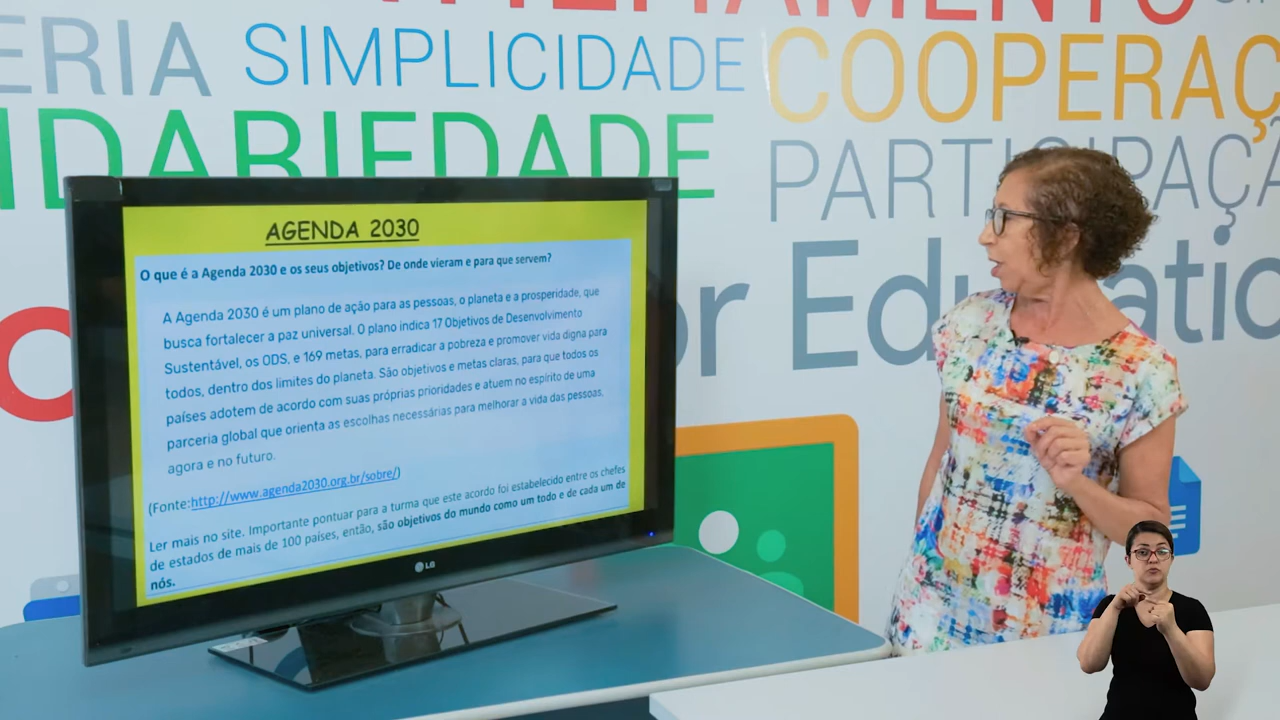 ERIA
SIMPLICIDADE
COOPERAÇ
IDARIEDADE
PARTICIPAÇÃ
or Education
AGENDA 2030
O que é a Agenda 2030 e os seus objetivos? De onde vieram e para que servem?
A Agenda 2030 é um plano de ação para as pessoas, o planeta e a prosperidade, que
busca fortalecer a paz universal. O plano indica 17 Objetivos de Desenvolvimento
Sustentável, os ODS, e 169 metas, para erradicar a pobreza e promover vida digna para
todos, dentro dos limites do planeta. São objetivos e metas claras, para que todos os
países adotem de acordo com suas próprias prioridades e atuem no espírito de uma
parceria global que orienta as escolhas necessárias para melhorar a vida das pessoas,
agora e no futuro.
(Fonte:http://www.agenda2030.org.br/sobre/)
Ler mais no site. Importante pontuar para a turma que este acordo foi estabelecido entre os chefes
de estados de mais de 100 países, então, são objetivos do mundo como um todo e de cada um de
nós.
LG